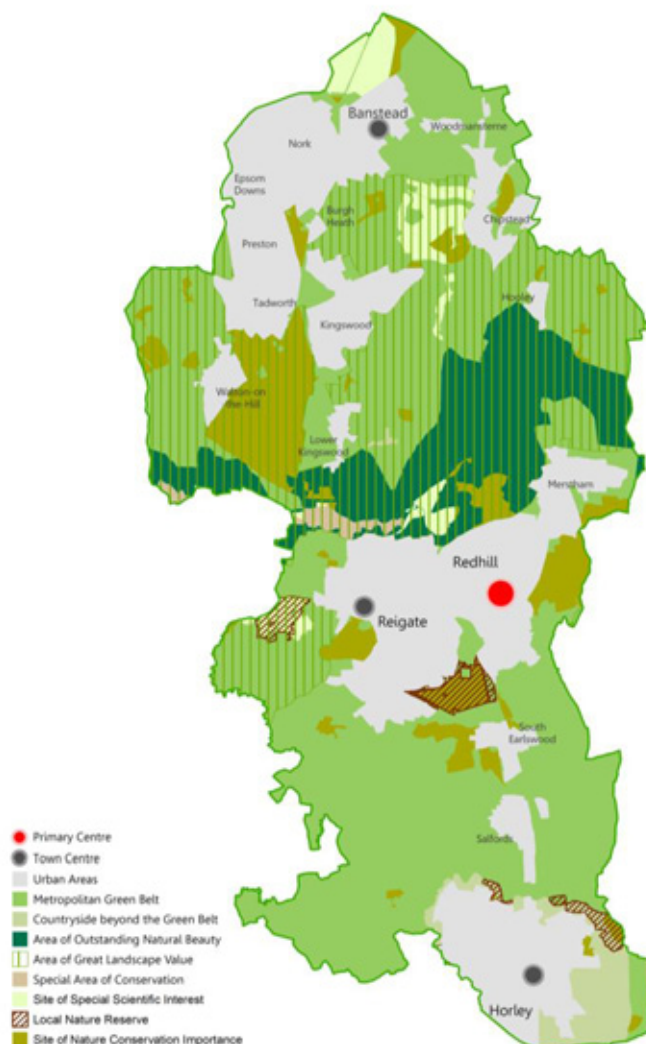 Banstead
Woodmansterne
Nork
Epsom
Downs
Burgh
Heath
Chipstead
Preston
Tadworth
Hooley
Kingswood
Walton-on
the-Hill
Lower
Kingswood
Merstham
Redhill
Reigate
South
Earlswood
Salfords
Horley
Primary Centre
Town Centre
Urban Areas
Metropolitan Green Belt
Countryside beyond the Green Belt
Area of Outstanding Natural Beauty
Area of Great Landscape Value
Special Area of Conservation
Site of Special Scientific Interest
Local Nature Reserve
Site of Nature Conservation Importance